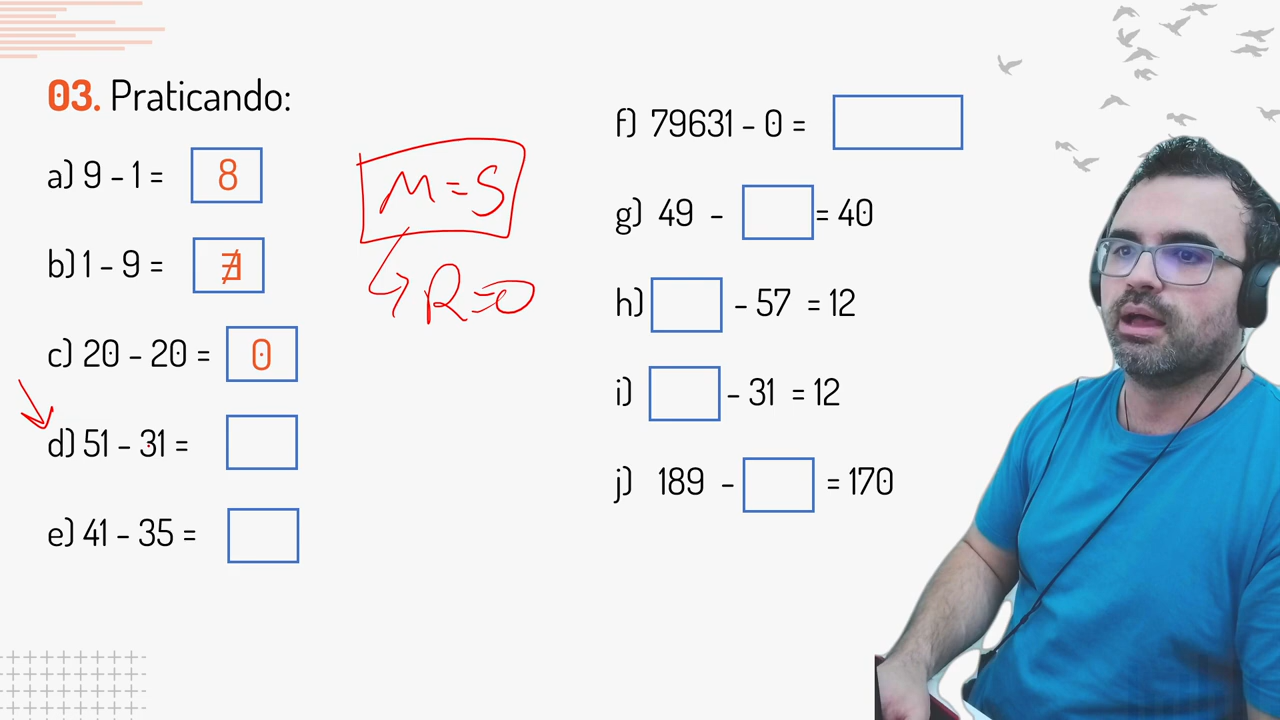 03. Praticando:
a) 9 - 1 = 8
b) 1 - 9 = ∄
c) 20 - 20 = 0
d) 51 - 31 =
e) 41 - 35 =
M = S
R = 0
f) 79631 - 0 =
g) 49 - = 40
h) - 57 = 12
i) - 31 = 12
j) 189 - = 170